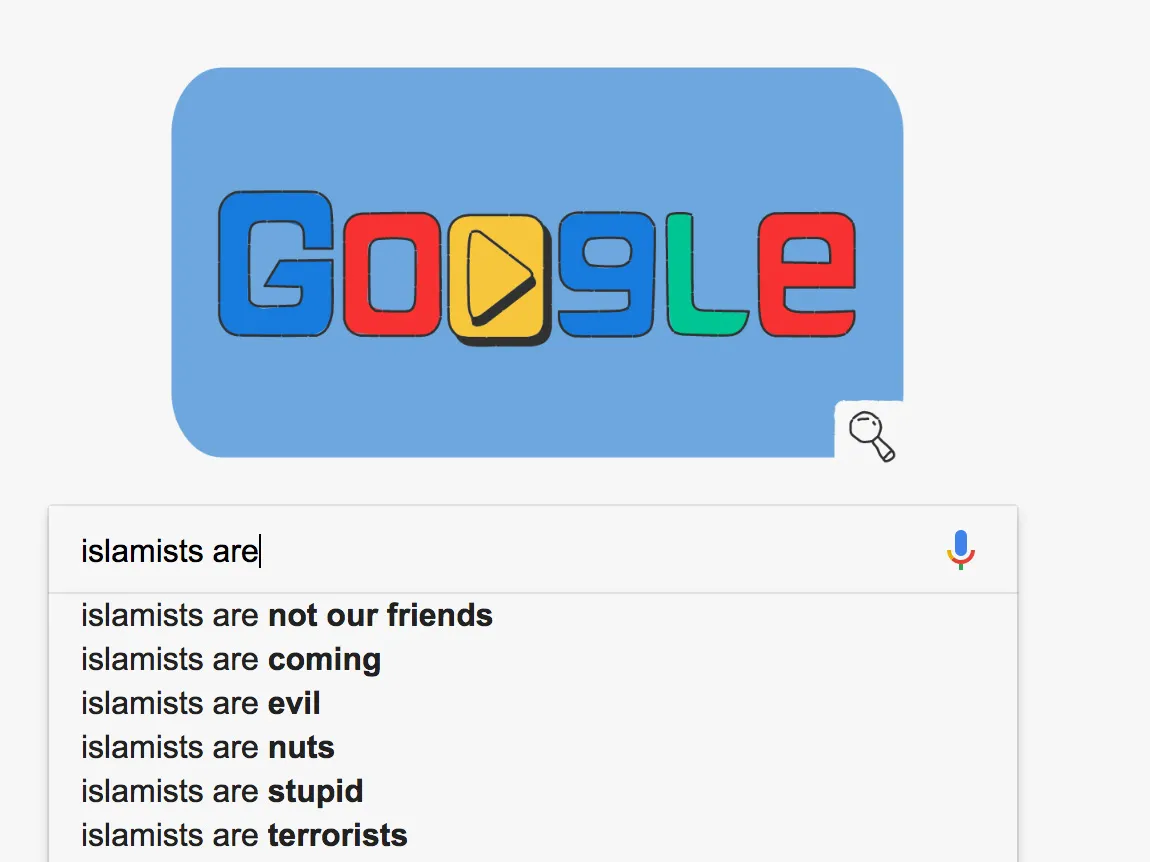 Google
islamists are
islamists are not our friends
islamists are coming
islamists are evil
islamists are nuts
islamists are stupid
islamists are terrorists